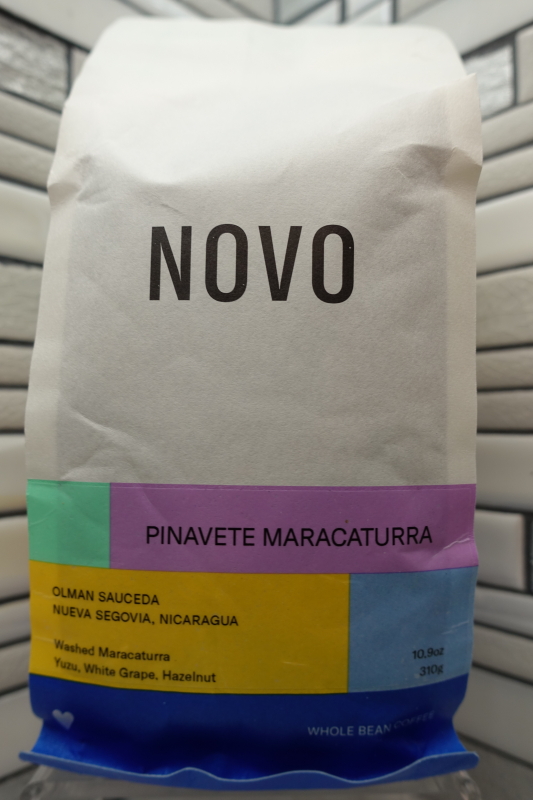 NOVO
PINAVETE MARACATURRA
OLMAN SAUCEDA
NUEVA SEGOVIA, NICARAGUA
Washed Maracaturra
Yuzu, White Grape, Hazelnut
10.9oz
310g
WHOLE BEAN COFFEE